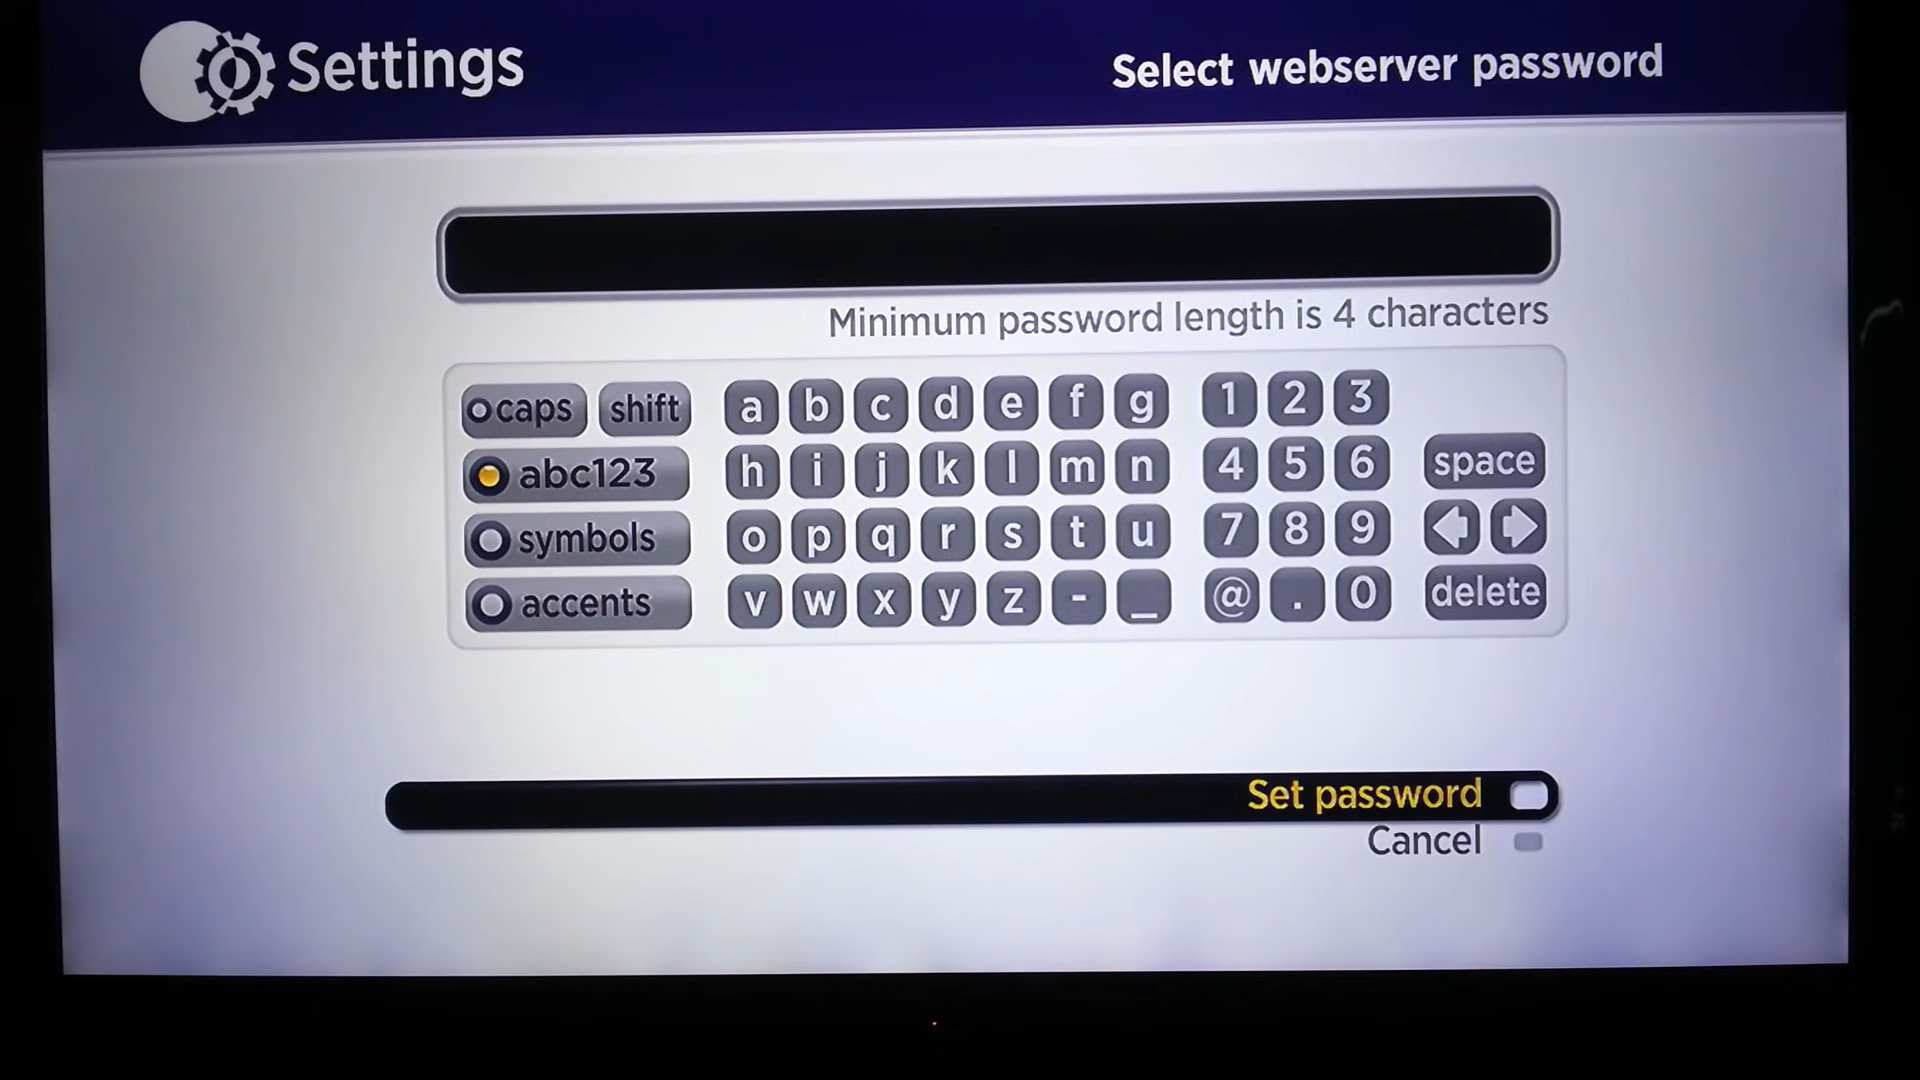 Settings
Select webserver password
Minimum password length is 4 characters
caps shift a b c d e f g 1 2 3
abc123 h i j k l m n 4 5 6 space
symbols o p q r s t u 7 8 9
accents v w x y z - _ @ . 0 delete
Set password
Cancel